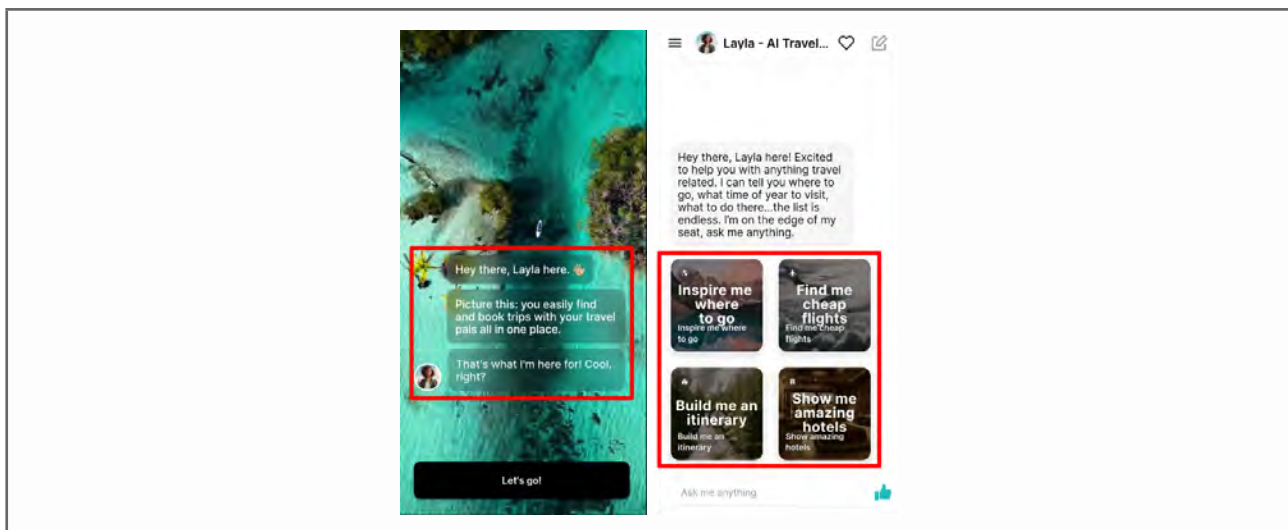 Hey there, Layla here. 👋🏼
Picture this: you easily find
and book trips with your travel
pals all in one place.
That's what I'm here for! Cool,
right?
Let's go!
Layla - AI Travel...
Hey there, Layla here! Excited
to help you with anything travel
related. I can tell you where to
go, what time of year to visit,
what to do there...the list is
endless. I'm on the edge of my
seat, ask me anything.
Inspire me
where
to go
Inspire me where
to go
Find me
cheap
flights
Find me cheap
flights
Build me an
itinerary
Build me an
itinerary
Show me
amazing
hotels
Show amazing
hotels
Ask me anything